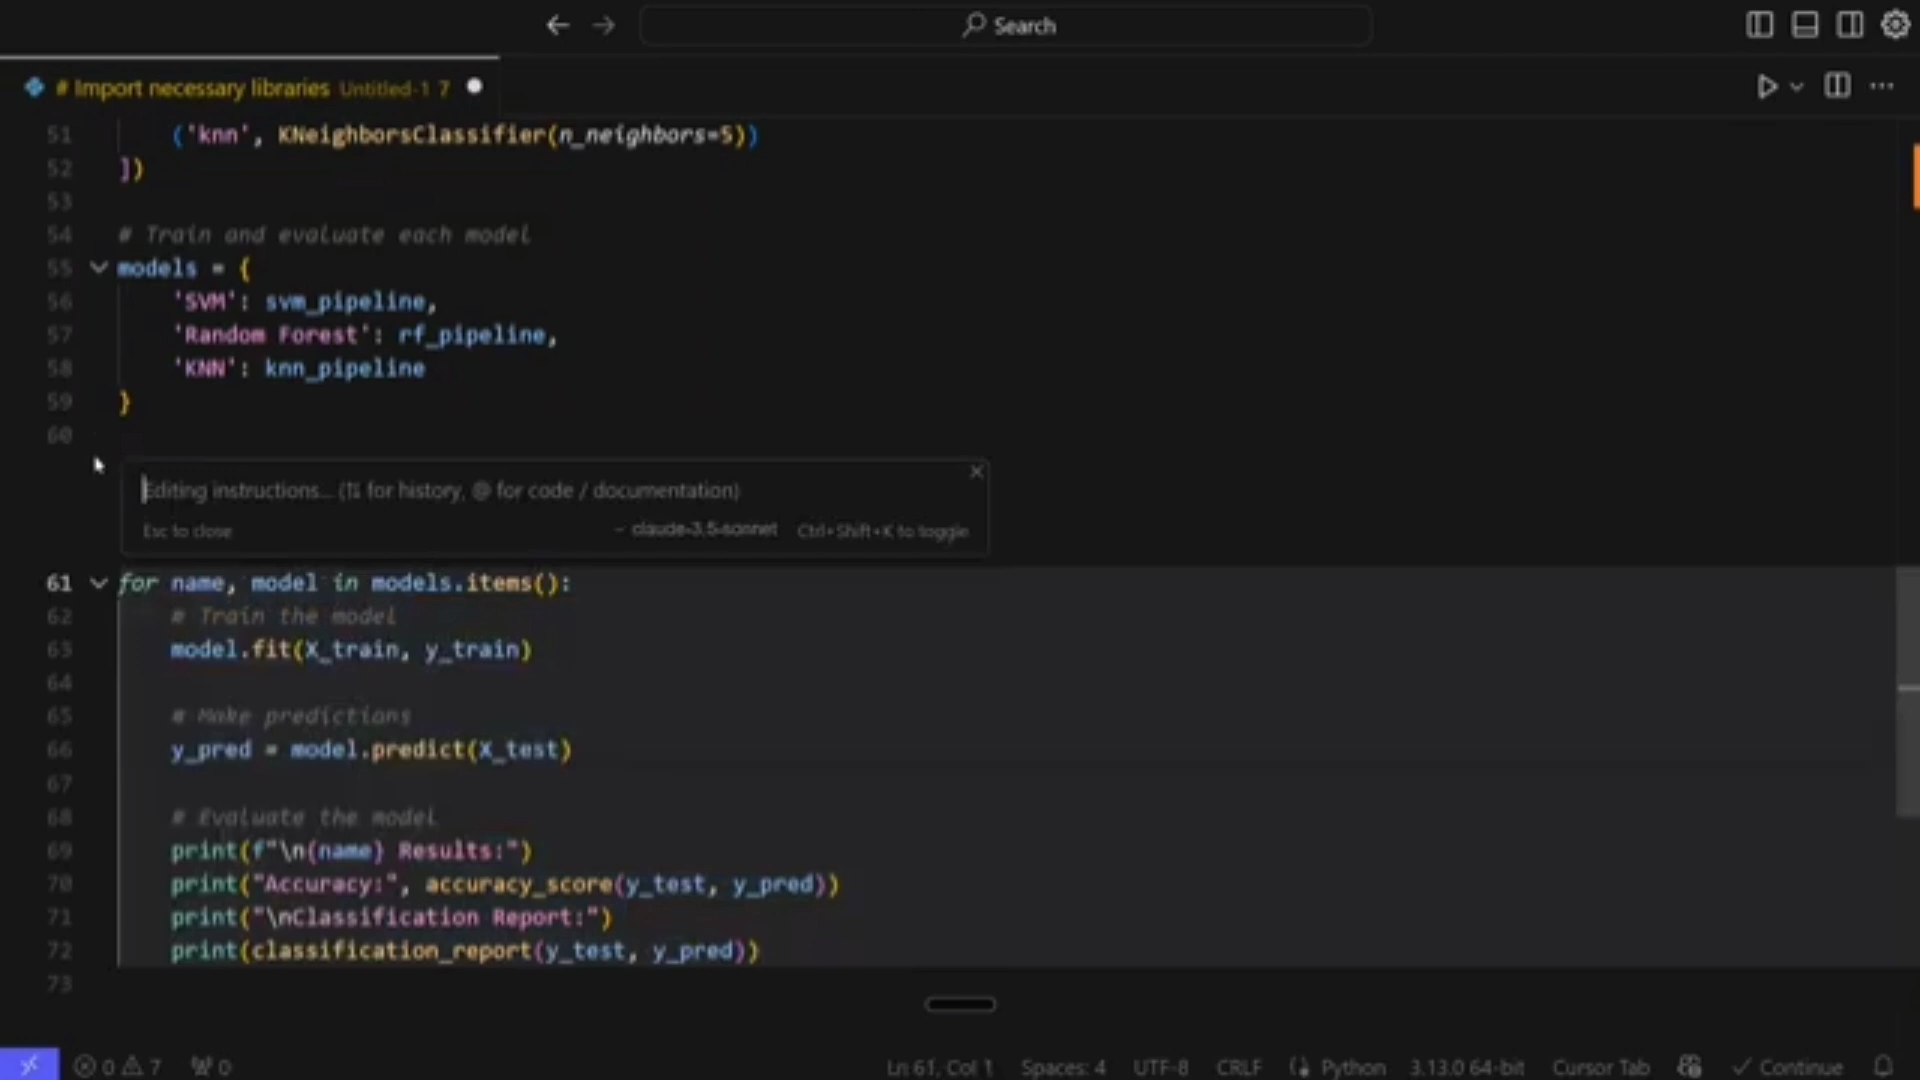 Search
# Import necessary libraries Untitled-1 7
51 ('knn', KNeighborsClassifier(n_neighbors=5))
52 ])
53
54 # Train and evaluate each model
55 models = {
56 'SVM': svm_pipeline,
57 'Random Forest': rf_pipeline,
58 'KNN': knn_pipeline
59 }
60
Editing instructions... (⇅ for history, @ for code / documentation)
Esc to close claude-3.5-sonnet Ctrl+Shift+K to toggle
61 for name, model in models.items():
62 # Train the model
63 model.fit(X_train, y_train)
64
65 # Make predictions
66 y_pred = model.predict(X_test)
67
68 # Evaluate the model
69 print(f"\n{name} Results:")
70 print("Accuracy:", accuracy_score(y_test, y_pred))
71 print("\nClassification Report:")
72 print(classification_report(y_test, y_pred))
73
0 7 0 Ln 61, Col 1 Spaces: 4 UTF-8 CRLF Python 3.13.0 64-bit Cursor Tab Continue